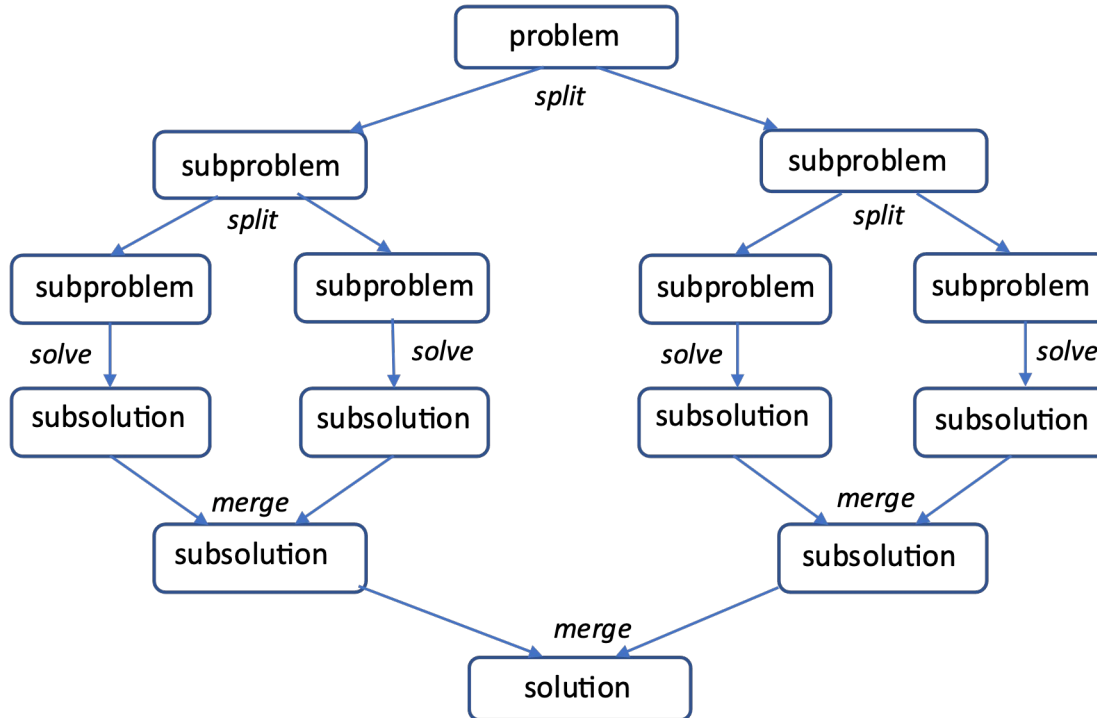 problem
split
subproblem
subproblem
split
split
subproblem
subproblem
subproblem
subproblem
solve
solve
solve
solve
subsolution
subsolution
subsolution
subsolution
merge
merge
subsolution
subsolution
merge
solution